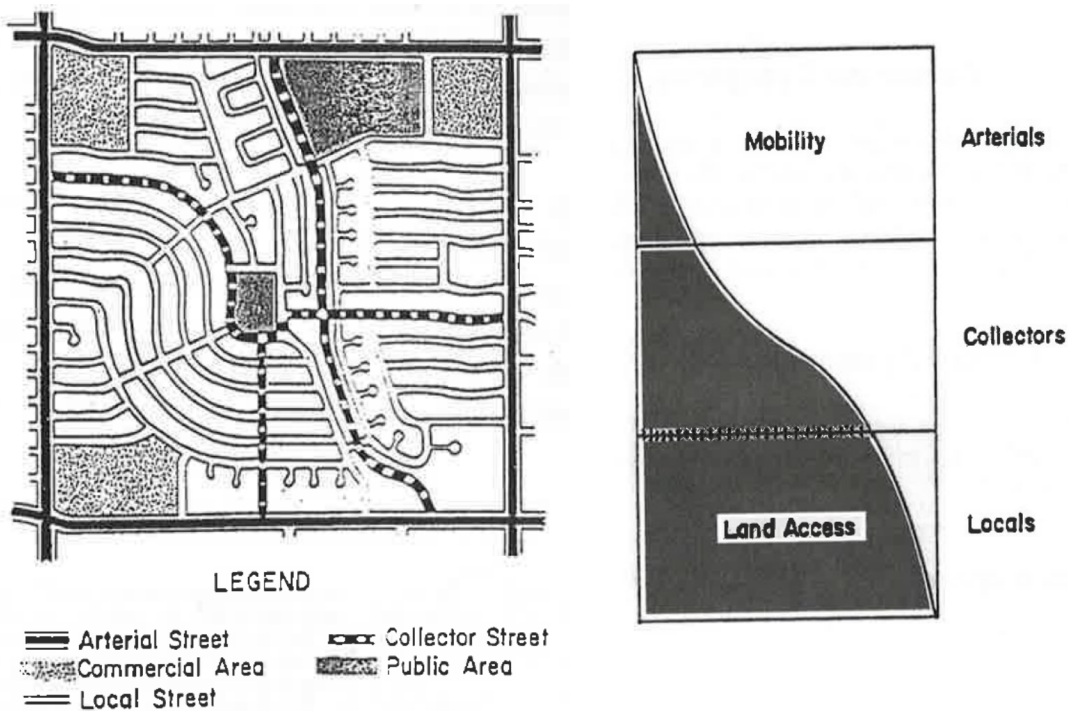 Mobility
Arterials
Collectors
Land Access
Locals
LEGEND
Arterial Street
Collector Street
Commercial Area
Public Area
Local Street